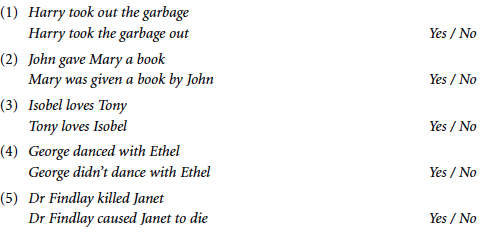 (1) Harry took out the garbage
Harry took the garbage out Yes / No
(2) John gave Mary a book
Mary was given a book by John Yes / No
(3) Isobel loves Tony
Tony loves Isobel Yes / No
(4) George danced with Ethel
George didn't dance with Ethel Yes / No
(5) Dr Findlay killed Janet
Dr Findlay caused Janet to die Yes / No